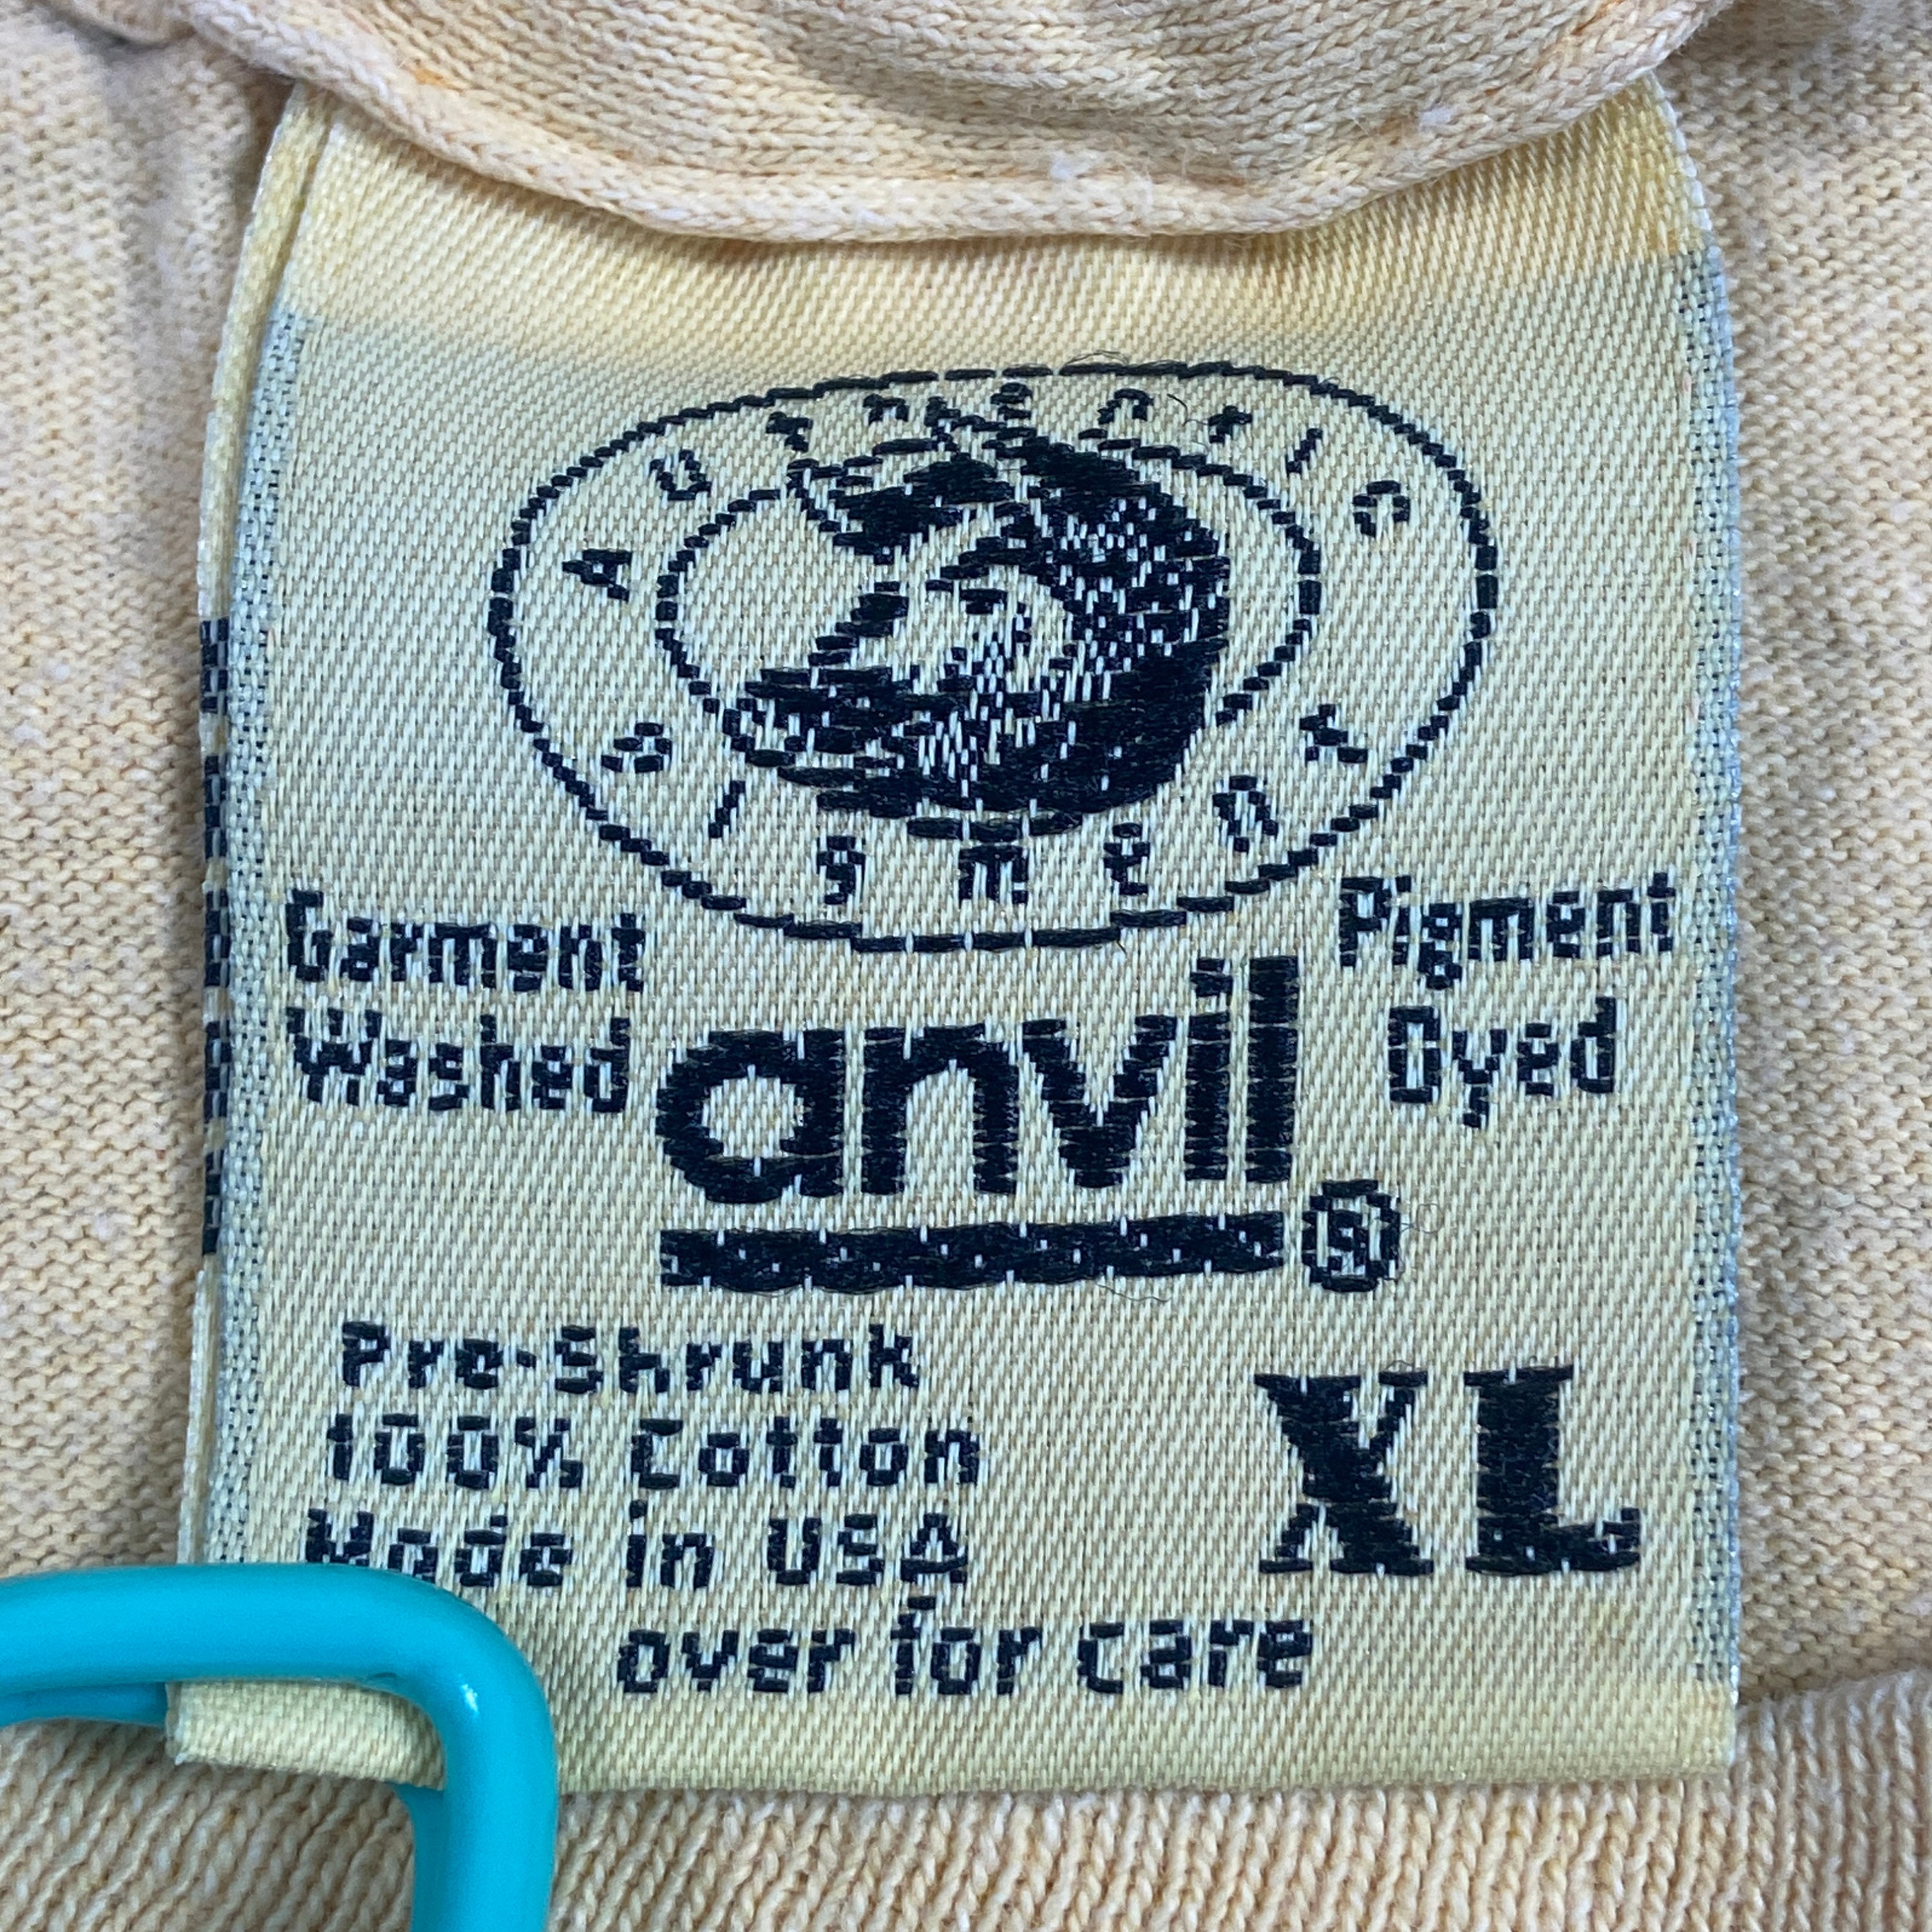 Authentic
Pigment
Garment
Washed
Pigment
Dyed
anvil®
Pre-Shrunk
100% Cotton
Made in USA
XL
over for care